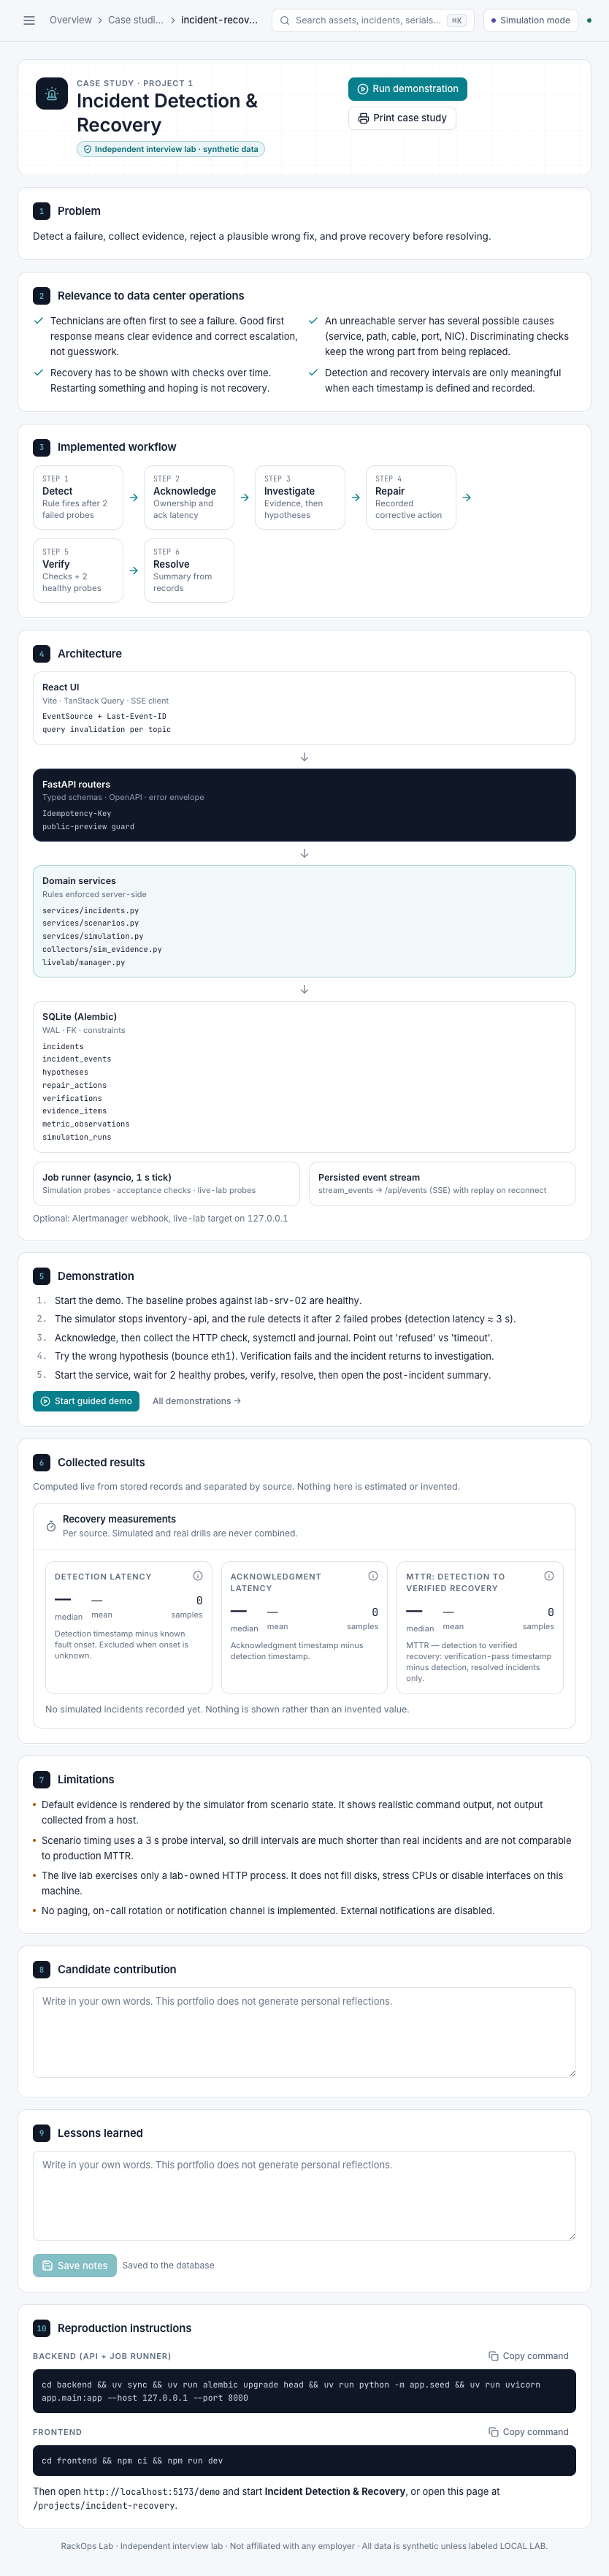 Overview > Case studi... > incident-recov...
Search assets, incidents, serials... ⌘K
Simulation mode
CASE STUDY · PROJECT 1
Incident Detection &
Recovery
Independent interview lab · synthetic data
Run demonstration
Print case study
1 Problem
Detect a failure, collect evidence, reject a plausible wrong fix, and prove recovery before resolving.
2 Relevance to data center operations
Technicians are often first to see a failure. Good first
response means clear evidence and correct escalation,
not guesswork.
An unreachable server has several possible causes
(service, path, cable, port, NIC). Discriminating checks
keep the wrong part from being replaced.
Recovery has to be shown with checks over time.
Restarting something and hoping is not recovery.
Detection and recovery intervals are only meaningful
when each timestamp is defined and recorded.
3 Implemented workflow
STEP 1
Detect
Rule fires after 2
failed probes
STEP 2
Acknowledge
Ownership and
ack latency
STEP 3
Investigate
Evidence, then
hypotheses
STEP 4
Repair
Recorded
corrective action
STEP 5
Verify
Checks + 2
healthy probes
STEP 6
Resolve
Summary from
records
4 Architecture
React UI
Vite · TanStack Query · SSE client
EventSource + Last-Event-ID
query invalidation per topic
FastAPI routers
Typed schemas · OpenAPI · error envelope
Idempotency-Key
public-preview guard
Domain services
Rules enforced server-side
services/incidents.py
services/scenarios.py
services/simulation.py
collectors/sim_evidence.py
livelab/manager.py
SQLite (Alembic)
WAL · FK · constraints
incidents
incident_events
hypotheses
repair_actions
verifications
evidence_items
metric_observations
simulation_runs
Job runner (asyncio, 1 s tick)
Simulation probes · acceptance checks · live-lab probes
Persisted event stream
stream_events → /api/events (SSE) with replay on reconnect
Optional: Alertmanager webhook, live-lab target on 127.0.0.1
5 Demonstration
1. Start the demo. The baseline probes against lab-srv-02 are healthy.
2. The simulator stops inventory-api, and the rule detects it after 2 failed probes (detection latency ≈ 3 s).
3. Acknowledge, then collect the HTTP check, systemctl and journal. Point out 'refused' vs 'timeout'.
4. Try the wrong hypothesis (bounce eth1). Verification fails and the incident returns to investigation.
5. Start the service, wait for 2 healthy probes, verify, resolve, then open the post-incident summary.
Start guided demo
All demonstrations →
6 Collected results
Computed live from stored records and separated by source. Nothing here is estimated or invented.
Recovery measurements
Per source. Simulated and real drills are never combined.
DETECTION LATENCY
— — 0
median mean samples
Detection timestamp minus known
fault onset. Excluded when onset is
unknown.
ACKNOWLEDGMENT
LATENCY
— — 0
median mean samples
Acknowledgment timestamp minus
detection timestamp.
MTTR: DETECTION TO
VERIFIED RECOVERY
— — 0
median mean samples
MTTR — detection to verified
recovery: verification-pass timestamp
minus detection, resolved incidents
only.
No simulated incidents recorded yet. Nothing is shown rather than an invented value.
7 Limitations
Default evidence is rendered by the simulator from scenario state. It shows realistic command output, not output
collected from a host.
Scenario timing uses a 3 s probe interval, so drill intervals are much shorter than real incidents and are not comparable
to production MTTR.
The live lab exercises only a lab-owned HTTP process. It does not fill disks, stress CPUs or disable interfaces on this
machine.
No paging, on-call rotation or notification channel is implemented. External notifications are disabled.
8 Candidate contribution
Write in your own words. This portfolio does not generate personal reflections.
9 Lessons learned
Write in your own words. This portfolio does not generate personal reflections.
Save notes
Saved to the database
10 Reproduction instructions
BACKEND (API + JOB RUNNER)
Copy command
cd backend && uv sync && uv run alembic upgrade head && uv run python -m app.seed && uv run uvicorn
app.main:app --host 127.0.0.1 --port 8000
FRONTEND
Copy command
cd frontend && npm ci && npm run dev
Then open http://localhost:5173/demo and start Incident Detection & Recovery, or open this page at
/projects/incident-recovery.
RackOps Lab · Independent interview lab · Not affiliated with any employer · All data is synthetic unless labeled LOCAL LAB.